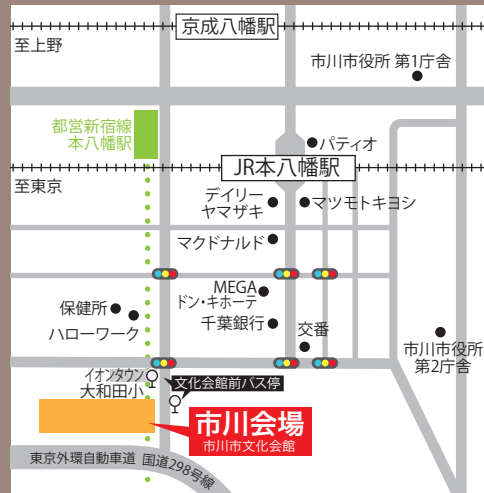 京成八幡駅
至上野
市川市役所 第1庁舎
都営新宿線
本八幡駅
パティオ
JR本八幡駅
至東京
デイリー
ヤマザキ
マツモトキヨシ
マクドナルド
MEGA
ドン・キホーテ
保健所
千葉銀行
ハローワーク
交番
市川市役所
第2庁舎
イオンタウン
大和田小
文化会館前バス停
市川会場
市川市文化会館
東京外環自動車道 国道298号線